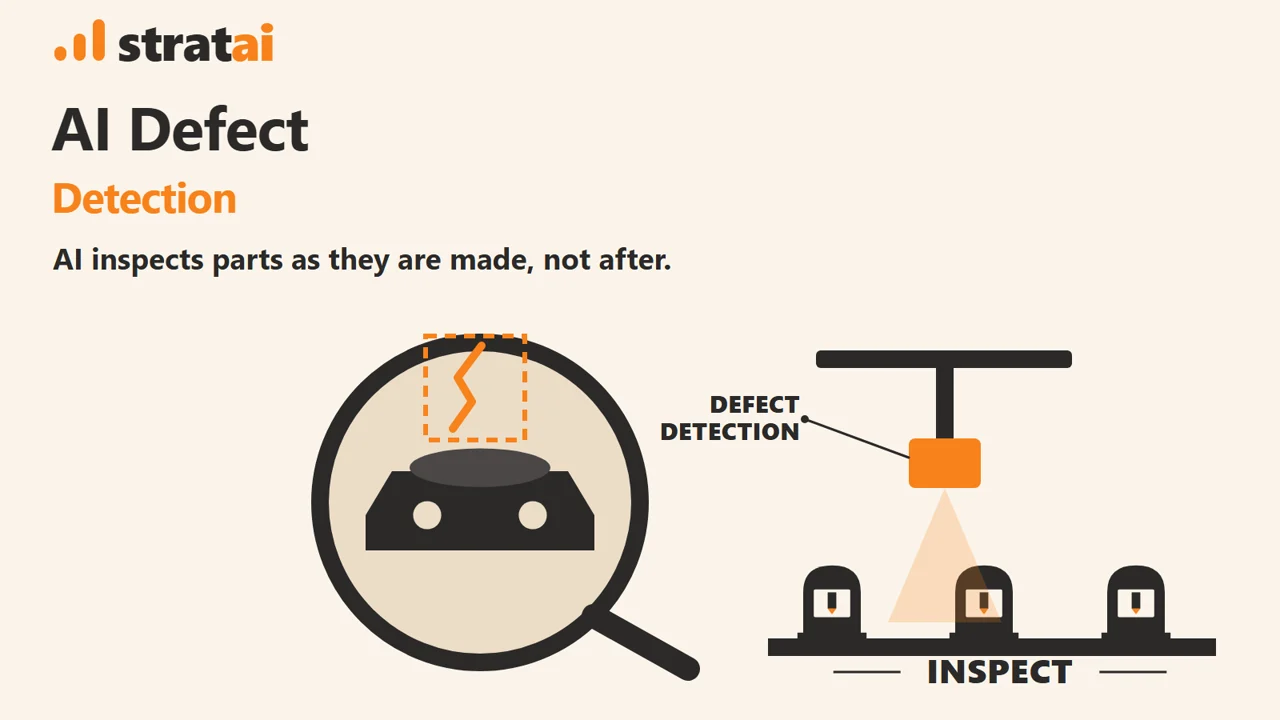 stratai
AI Defect
Detection
AI inspects parts as they are made, not after.
DEFECT
DETECTION
INSPECT